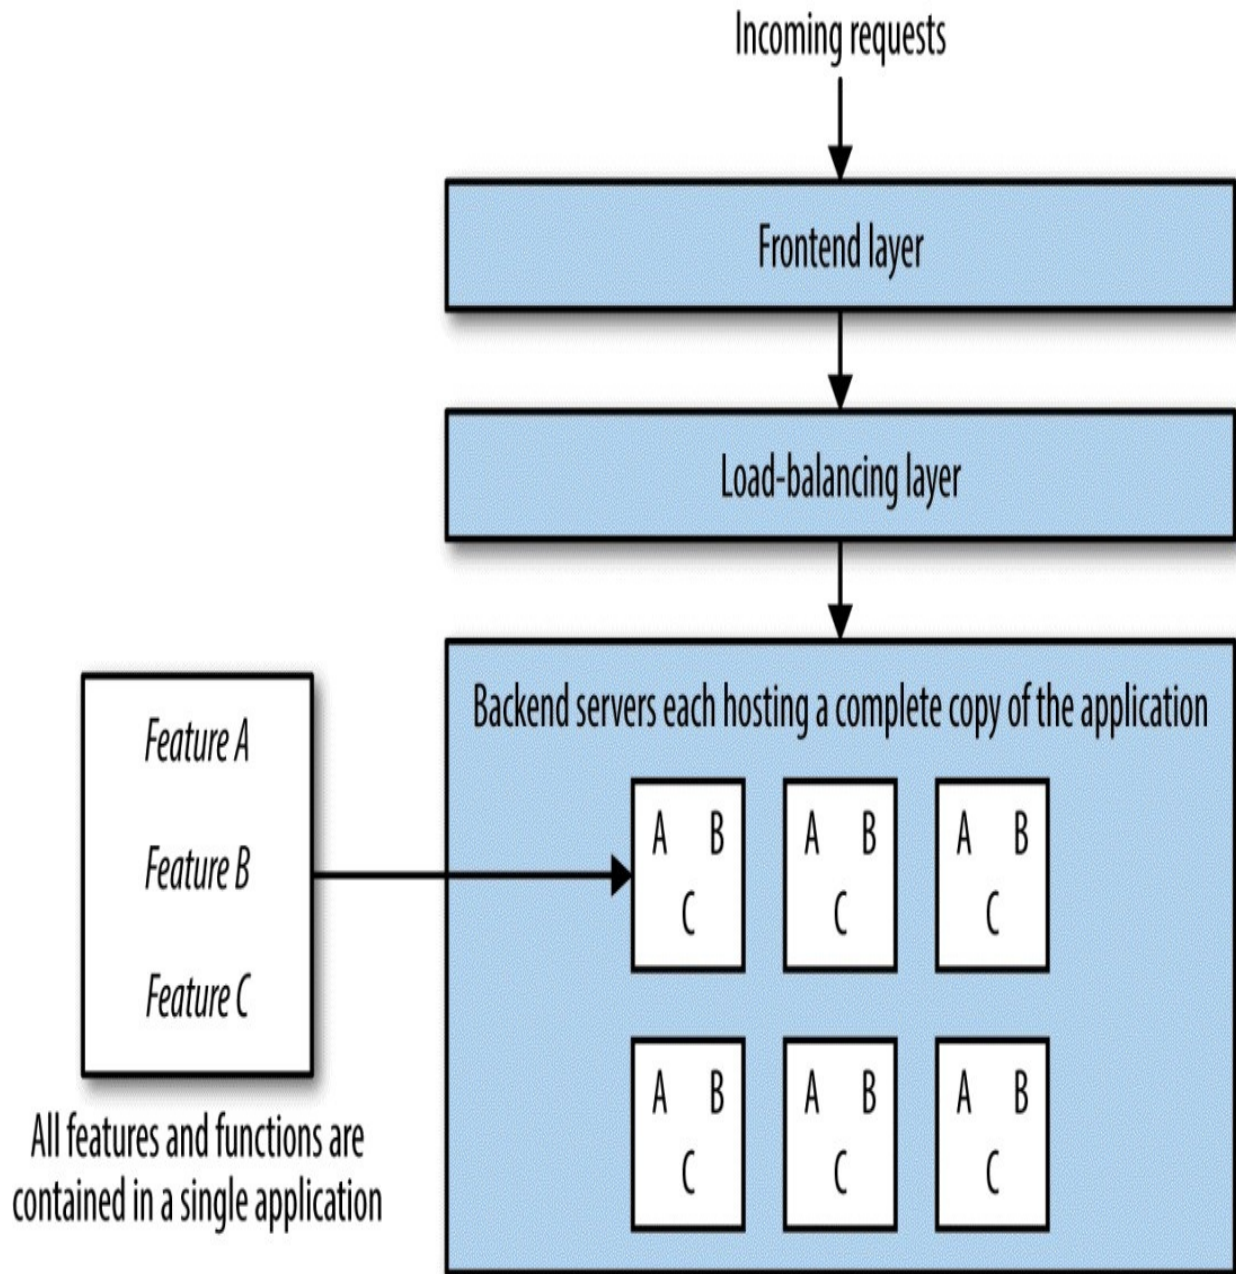 Incoming requests
Frontend layer
Load-balancing layer
Backend servers each hosting a complete copy of the application
Feature A
Feature B
Feature C
All features and functions are
contained in a single application
A B
C
A B
C
A B
C
A B
C
A B
C
A B
C